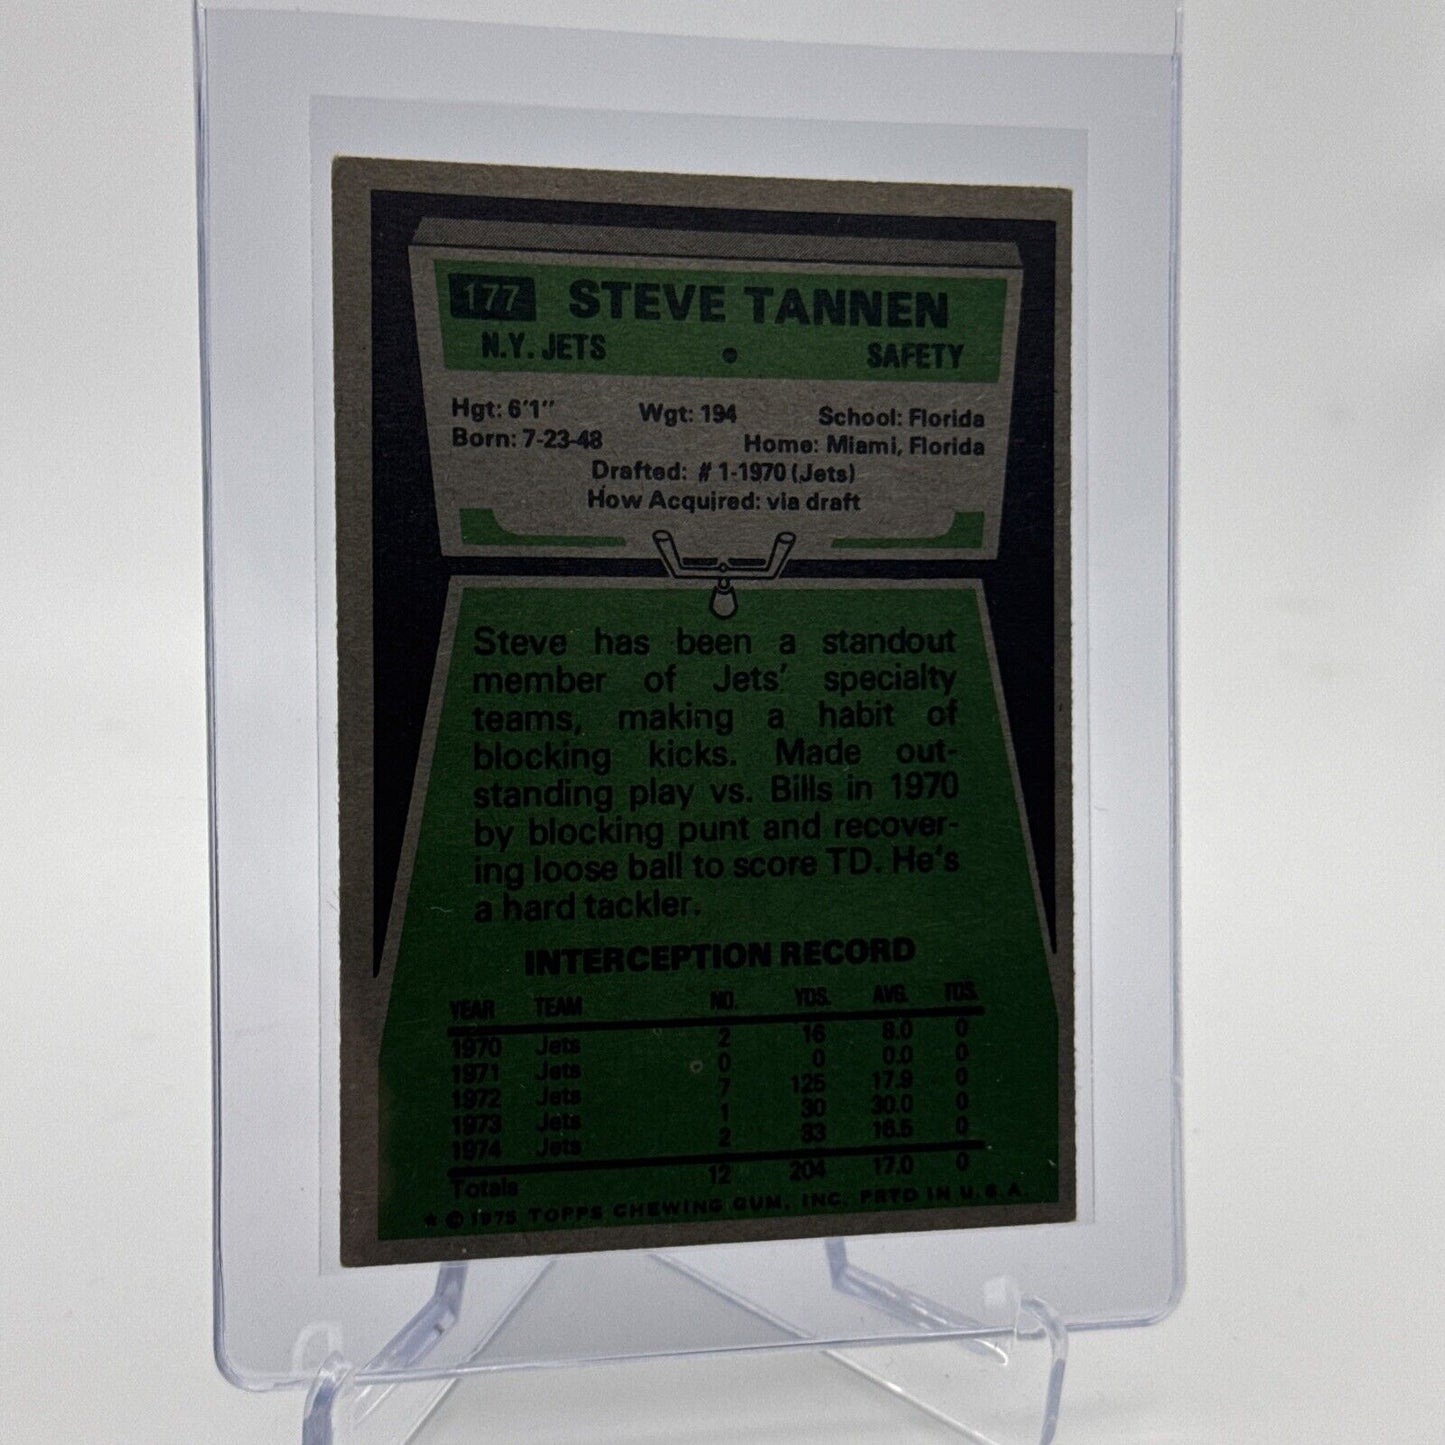 177 STEVE TANNEN
N.Y. JETS • SAFETY
Hgt: 6'1" Wgt: 194 School: Florida
Born: 7-23-48 Home: Miami, Florida
Drafted: #1-1970 (Jets)
How Acquired: via draft
Steve has been a standout
member of Jets' specialty
teams, making a habit of
blocking kicks. Made out-
standing play vs. Bills in 1970
by blocking punt and recover-
ing loose ball to score TD. He's
a hard tackler.
INTERCEPTION RECORD
YEAR TEAM NO. YDS. AVG. TDS.
1970 Jets 2 16 8.0 0
1971 Jets 0 0 0.0 0
1972 Jets 7 125 17.9 0
1973 Jets 1 30 30.0 0
1974 Jets 2 33 16.5 0
Totals 12 204 17.0 0
* © 1975 TOPPS CHEWING GUM, INC. PRTD IN U.S.A.